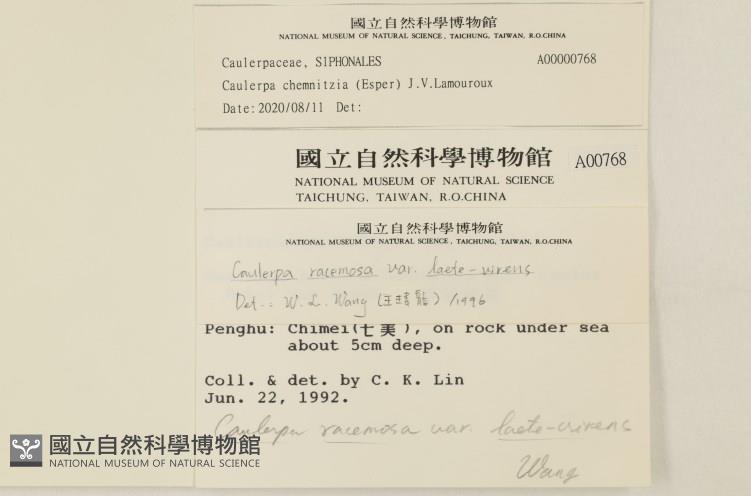 國立自然科學博物館
NATIONAL MUSEUM OF NATURAL SCIENCE, TAICHUNG, TAIWAN, R.O.CHINA
Caulerpaceae, SIPHONALES A00000768
Caulerpa chemnitzia (Esper) J.V.Lamouroux
Date:2020/08/11 Det:
國立自然科學博物館 A00768
NATIONAL MUSEUM OF NATURAL SCIENCE
TAICHUNG, TAIWAN, R.O.CHINA
國立自然科學博物館
NATIONAL MUSEUM OF NATURAL SCIENCE, TAICHUNG, TAIWAN, R.O.CHINA
Caulerpa racemosa var. laete-virens
Det.: W. L. Wang (王瑋龍) /1996
Penghu: Chimei(七美), on rock under sea
about 5cm deep.
Coll. & det. by C. K. Lin
Jun. 22, 1992.
Caulerpa racemosa var. laete-virens
Wang
國立自然科學博物館
NATIONAL MUSEUM OF NATURAL SCIENCE